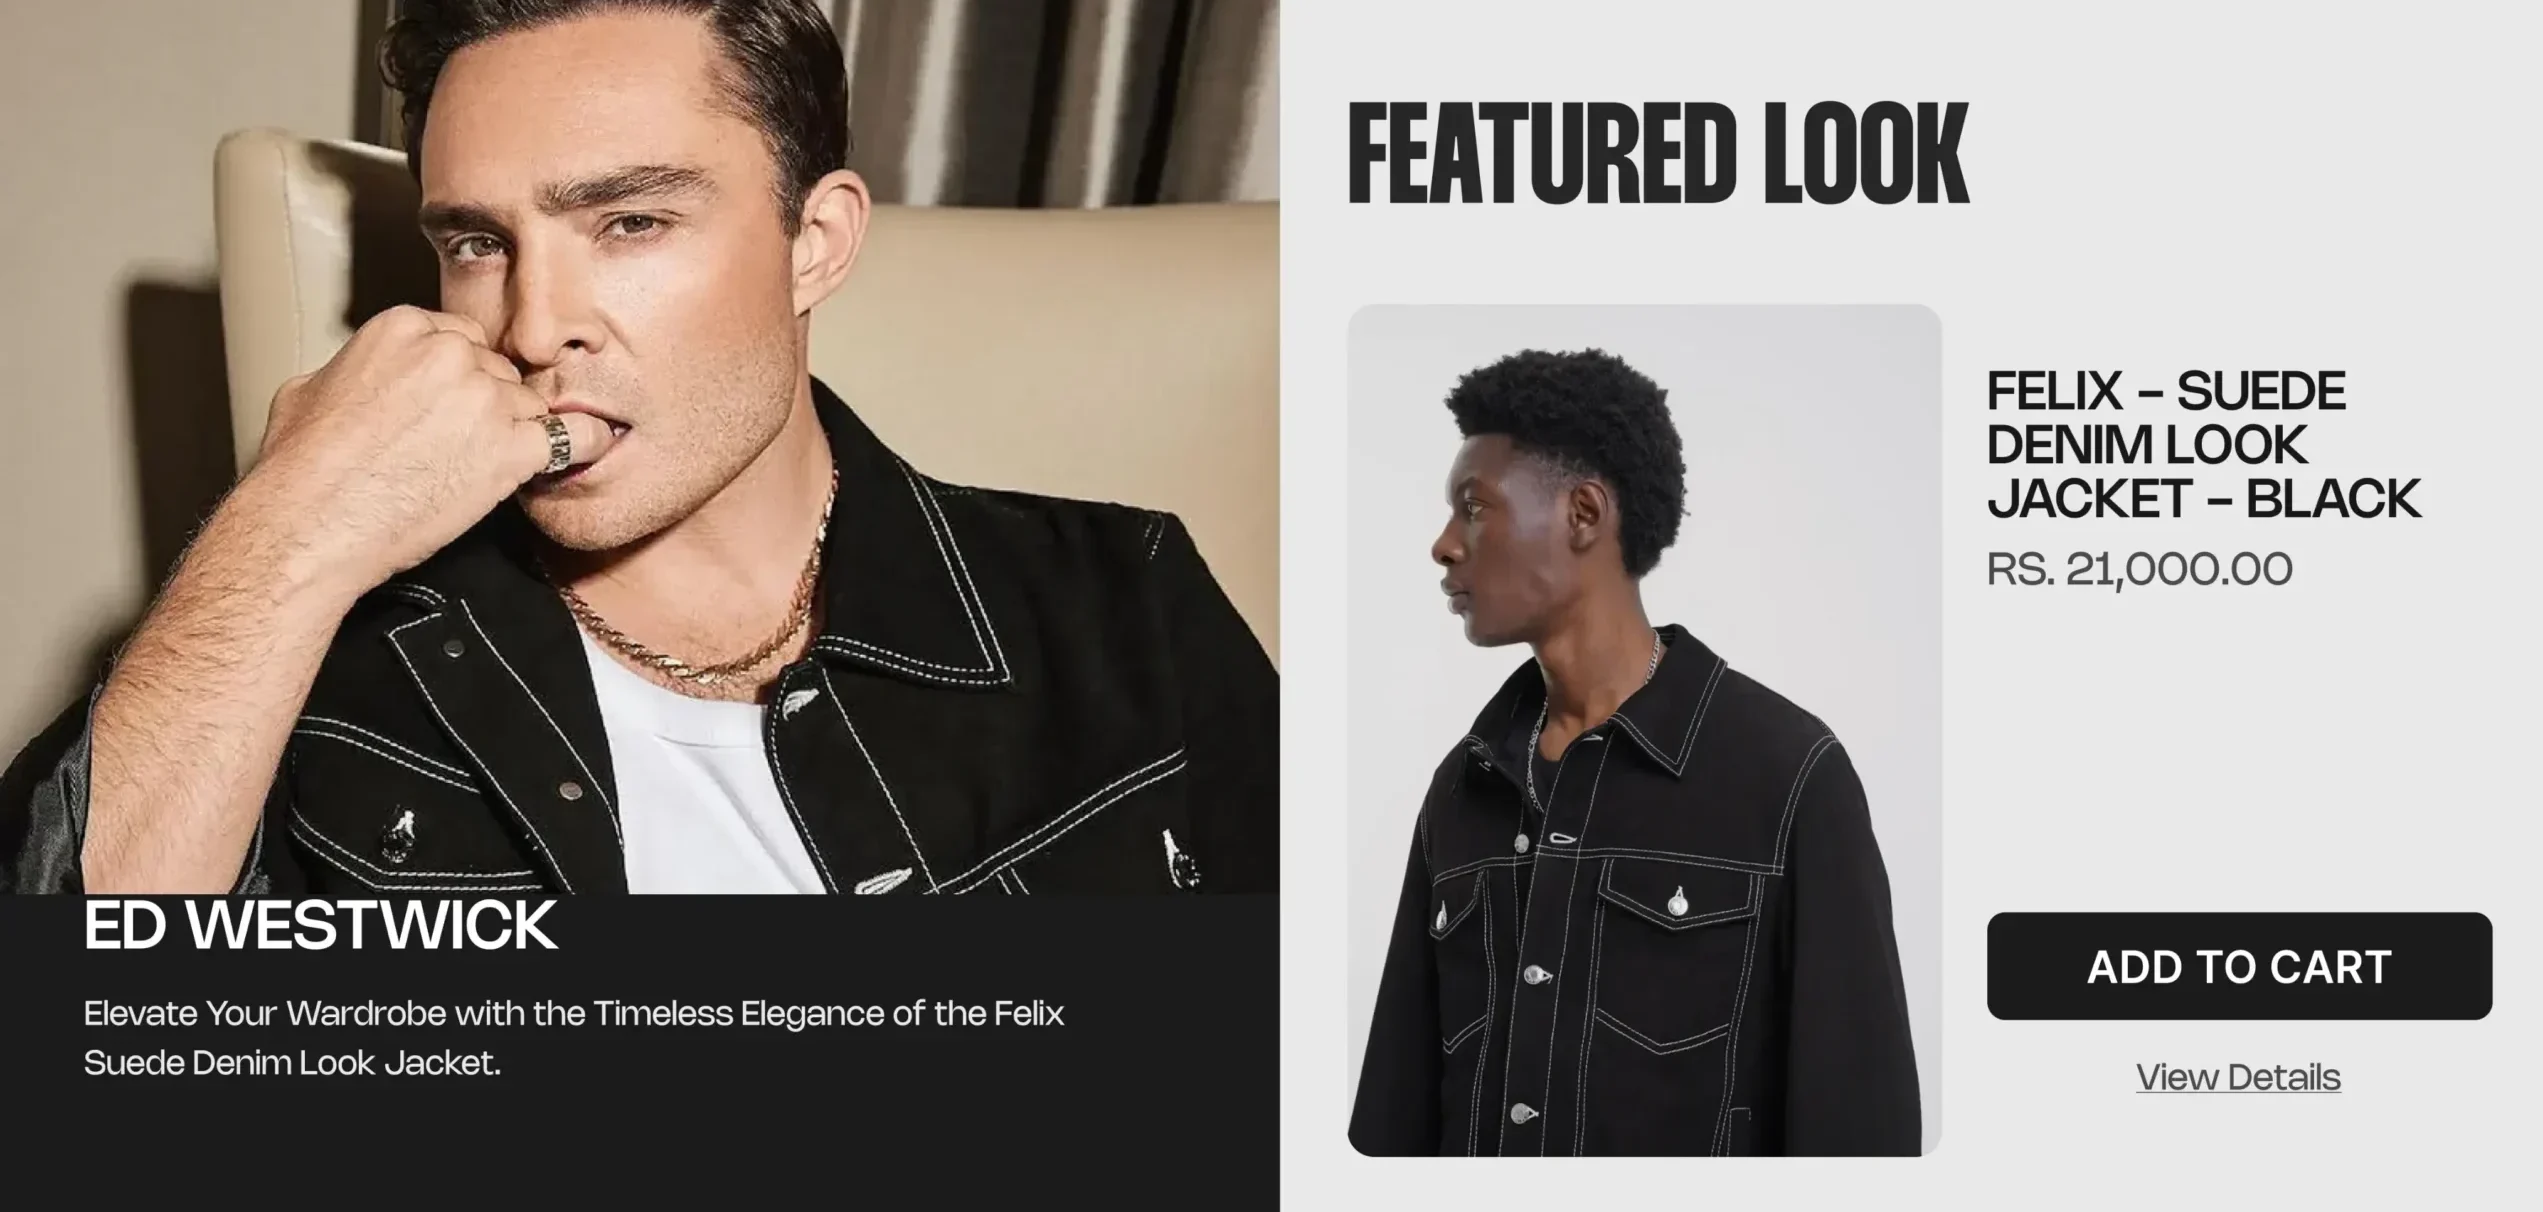 ED WESTWICK
Elevate Your Wardrobe with the Timeless Elegance of the Felix
Suede Denim Look Jacket.
FEATURED LOOK
FELIX – SUEDE
DENIM LOOK
JACKET – BLACK
RS. 21,000.00
ADD TO CART
View Details